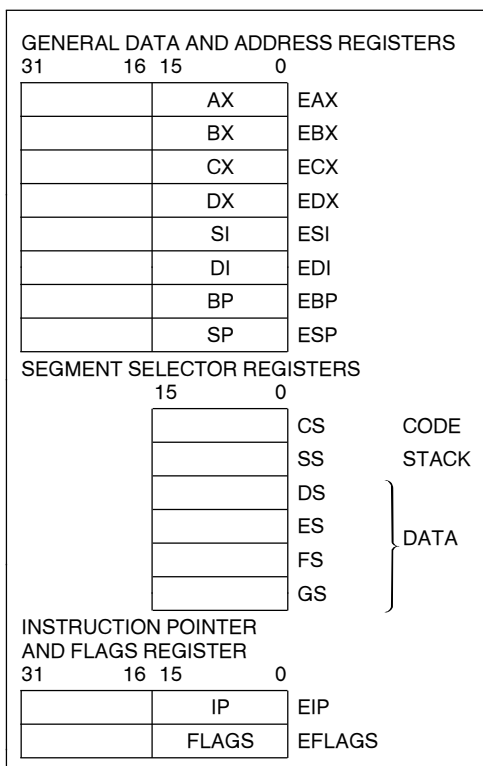 GENERAL DATA AND ADDRESS REGISTERS
31 16 15 0
AX EAX
BX EBX
CX ECX
DX EDX
SI ESI
DI EDI
BP EBP
SP ESP
SEGMENT SELECTOR REGISTERS
15 0
CS CODE
SS STACK
DS
ES
DATA
FS
GS
INSTRUCTION POINTER
AND FLAGS REGISTER
31 16 15 0
IP EIP
FLAGS EFLAGS